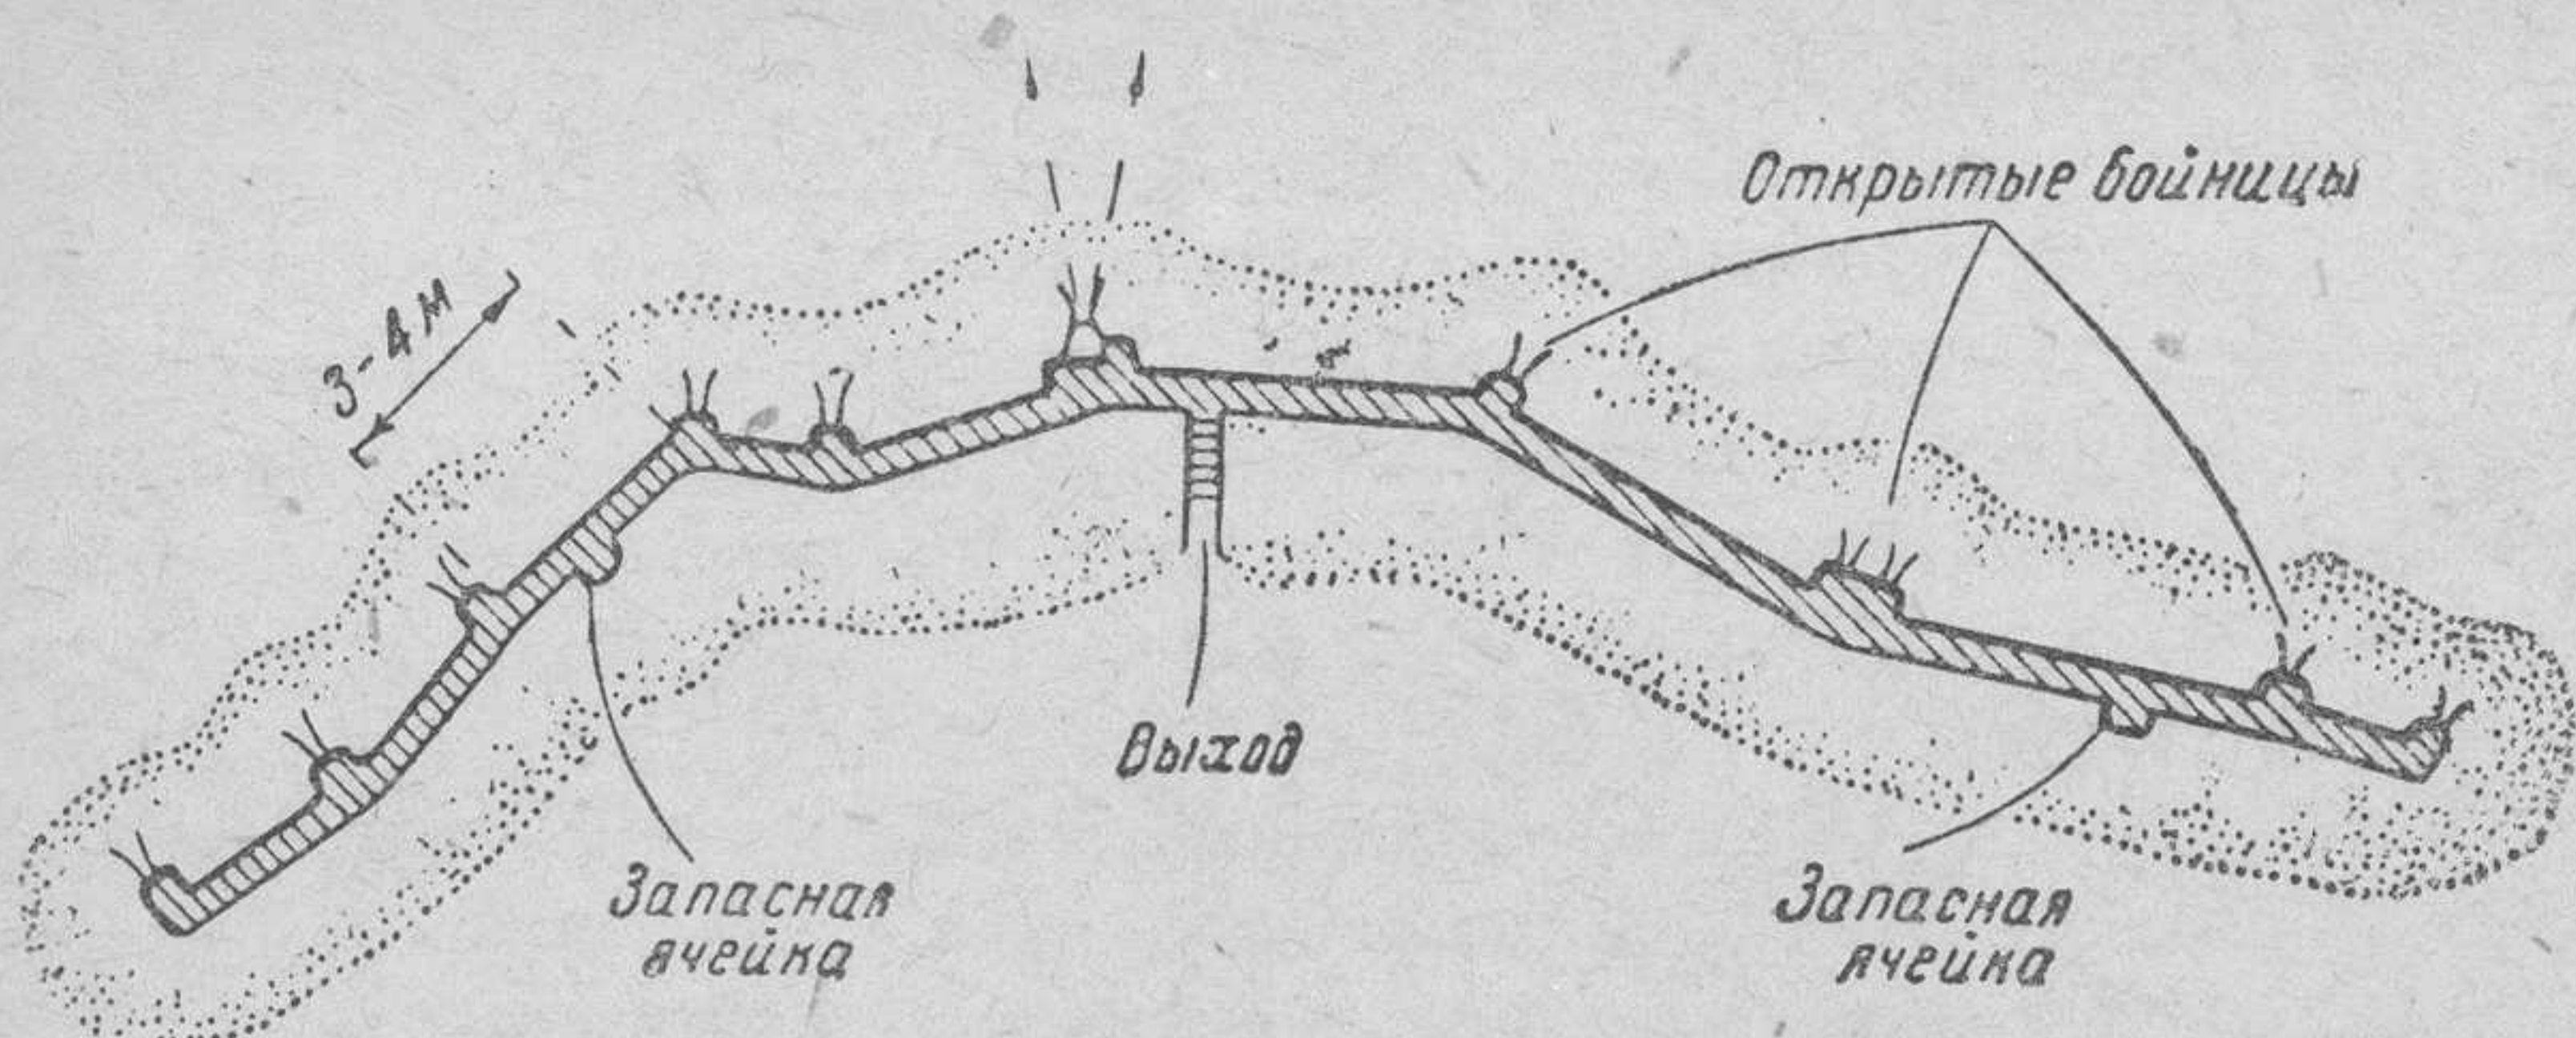 3-4 м
Открытые бойницы
Выход
Запасная
ячейка
Запасная
ячейка